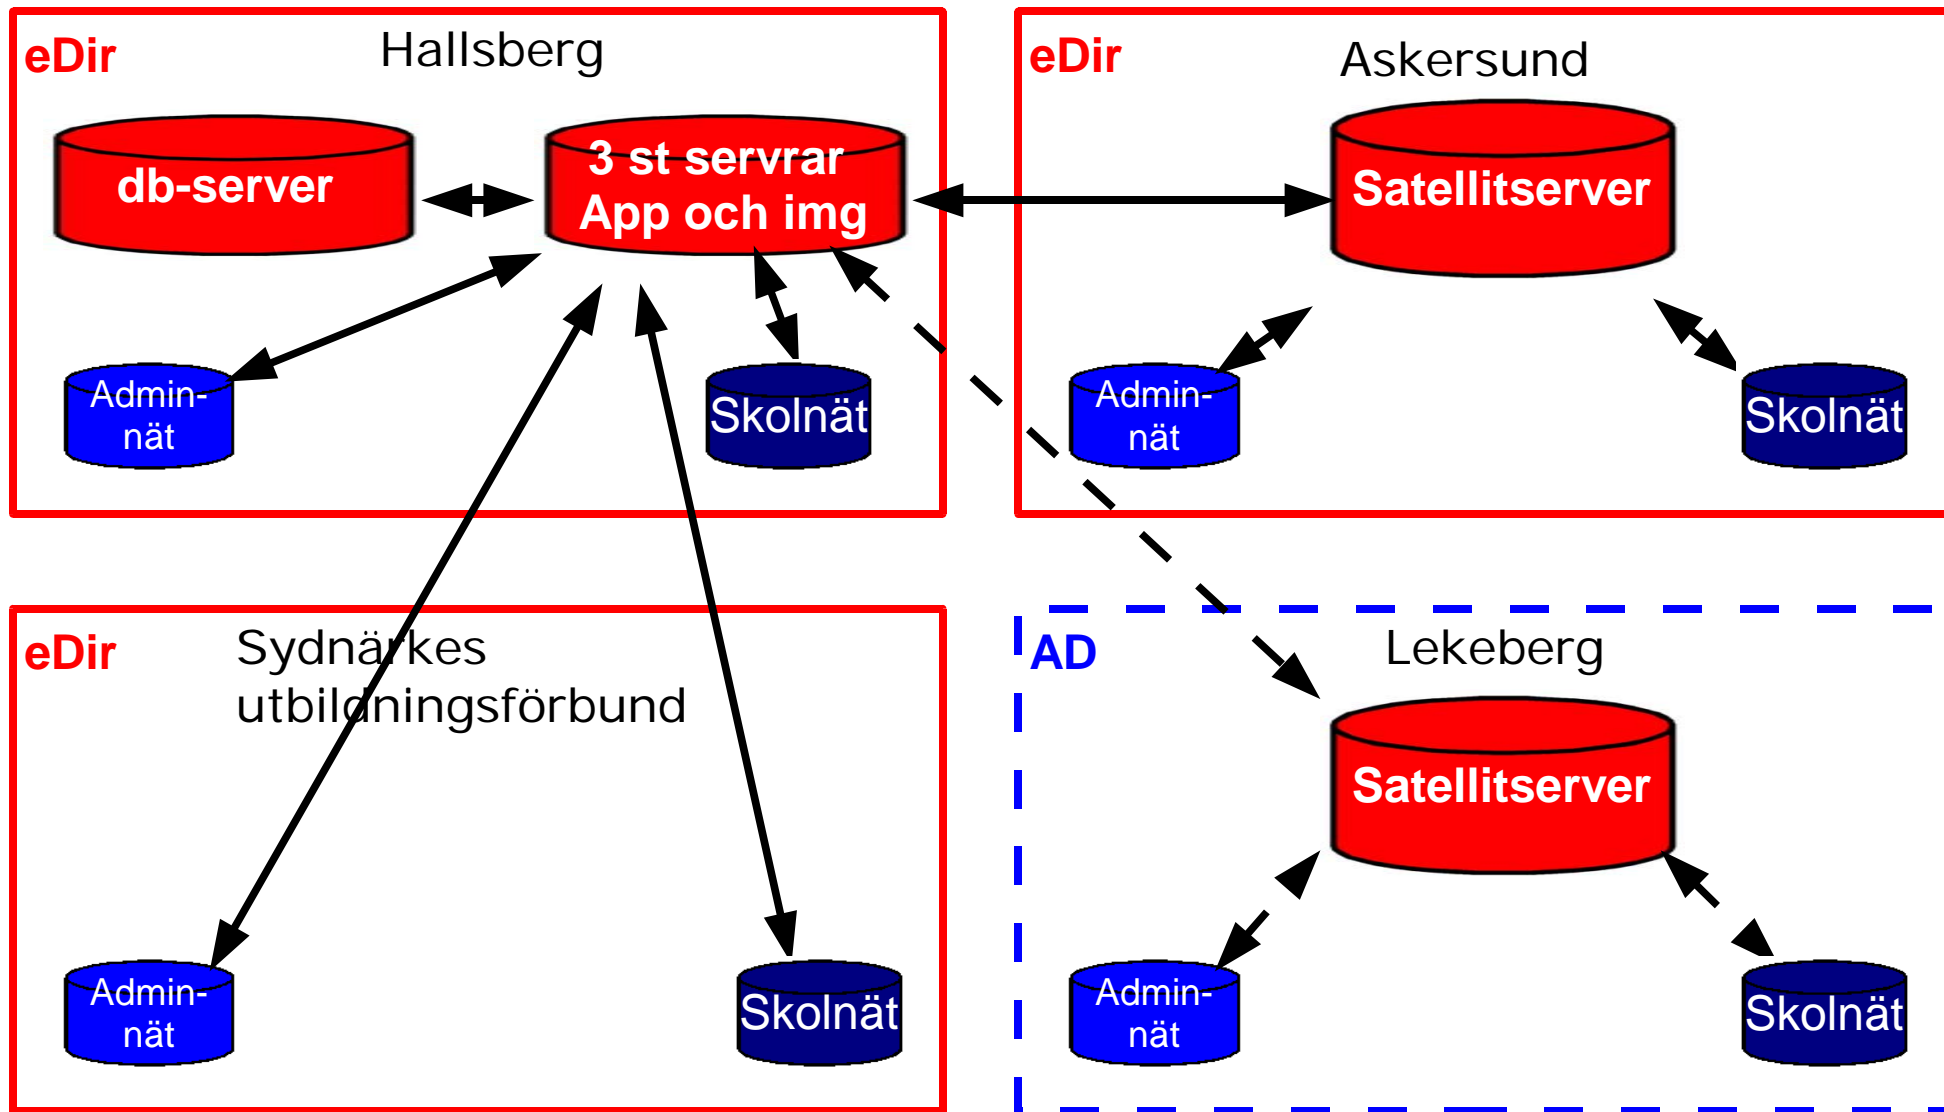 eDir
Hallsberg
db-server
3 st servrar
App och img
Admin-
nät
Skolnät
eDir
Askersund
Satellitserver
Admin-
nät
Skolnät
eDir
Sydnärkes
utbildningsförbund
Admin-
nät
Skolnät
AD
Lekeberg
Satellitserver
Admin-
nät
Skolnät